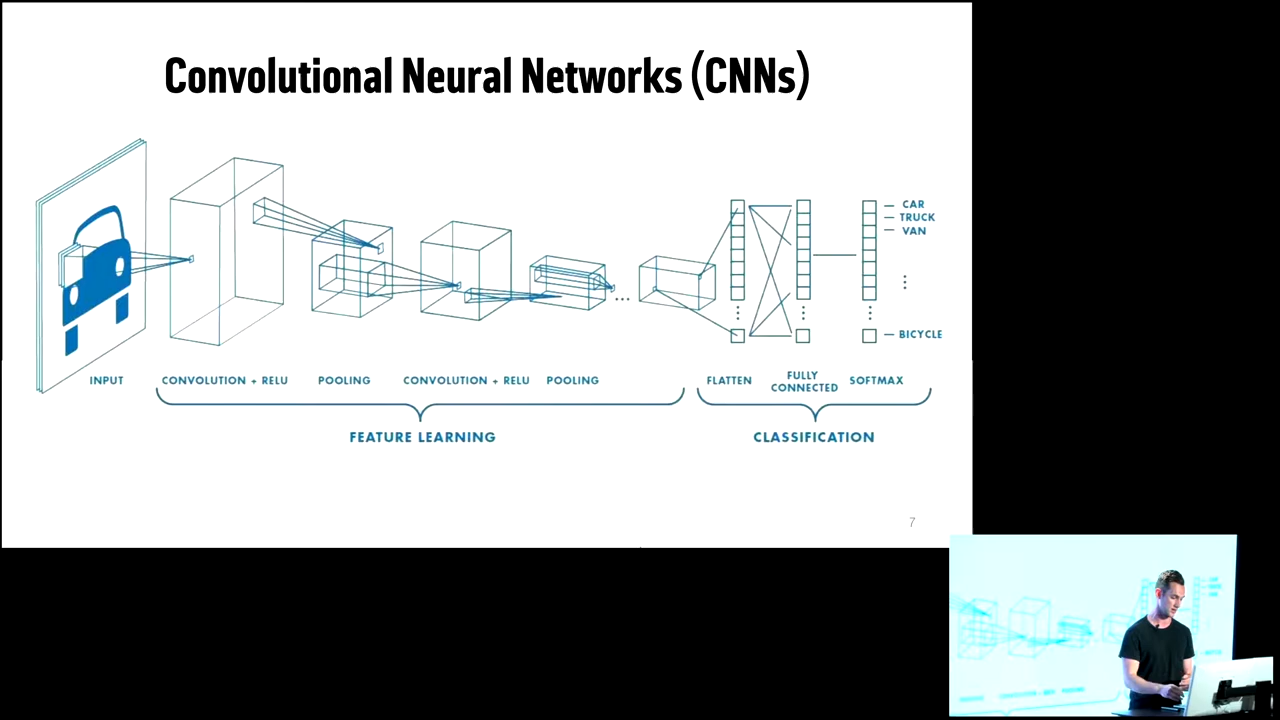 Convolutional Neural Networks (CNNs)
CAR
TRUCK
VAN
BICYCLE
INPUT
CONVOLUTION + RELU
POOLING
CONVOLUTION + RELU
POOLING
...
FLATTEN
FULLY
CONNECTED
SOFTMAX
FEATURE LEARNING
CLASSIFICATION
7